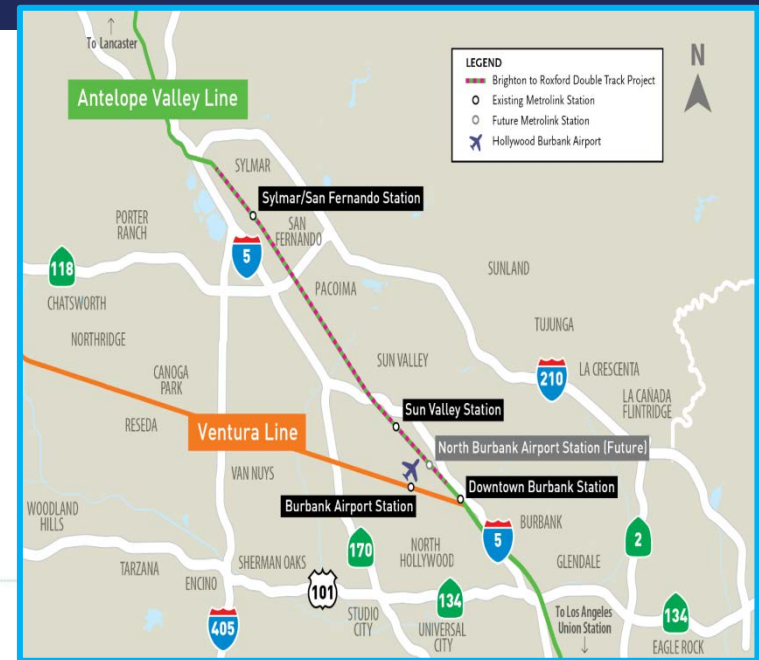 To Lancaster
Antelope Valley Line
LEGEND
Brighton to Roxford Double Track Project
Existing Metrolink Station
Future Metrolink Station
Hollywood Burbank Airport
N
SYLMAR
Sylmar/San Fernando Station
PORTER
RANCH
SAN
FERNANDO
5
118
CHATSWORTH
PACOIMA
SUNLAND
NORTHRIDGE
TUJUNGA
SUN VALLEY
CANOGA
PARK
210
LA CRESCENTA
LA CAÑADA
FLINTRIDGE
RESEDA
Sun Valley Station
Ventura Line
North Burbank Airport Station (Future)
VAN NUYS
Downtown Burbank Station
Burbank Airport Station
WOODLAND
HILLS
BURBANK
5
2
170
NORTH
HOLLYWOOD
GLENDALE
TARZANA
SHERMAN OAKS
ENCINO
101
134
405
STUDIO
CITY
UNIVERSAL
CITY
To Los Angeles
Union Station
134
EAGLE ROCK